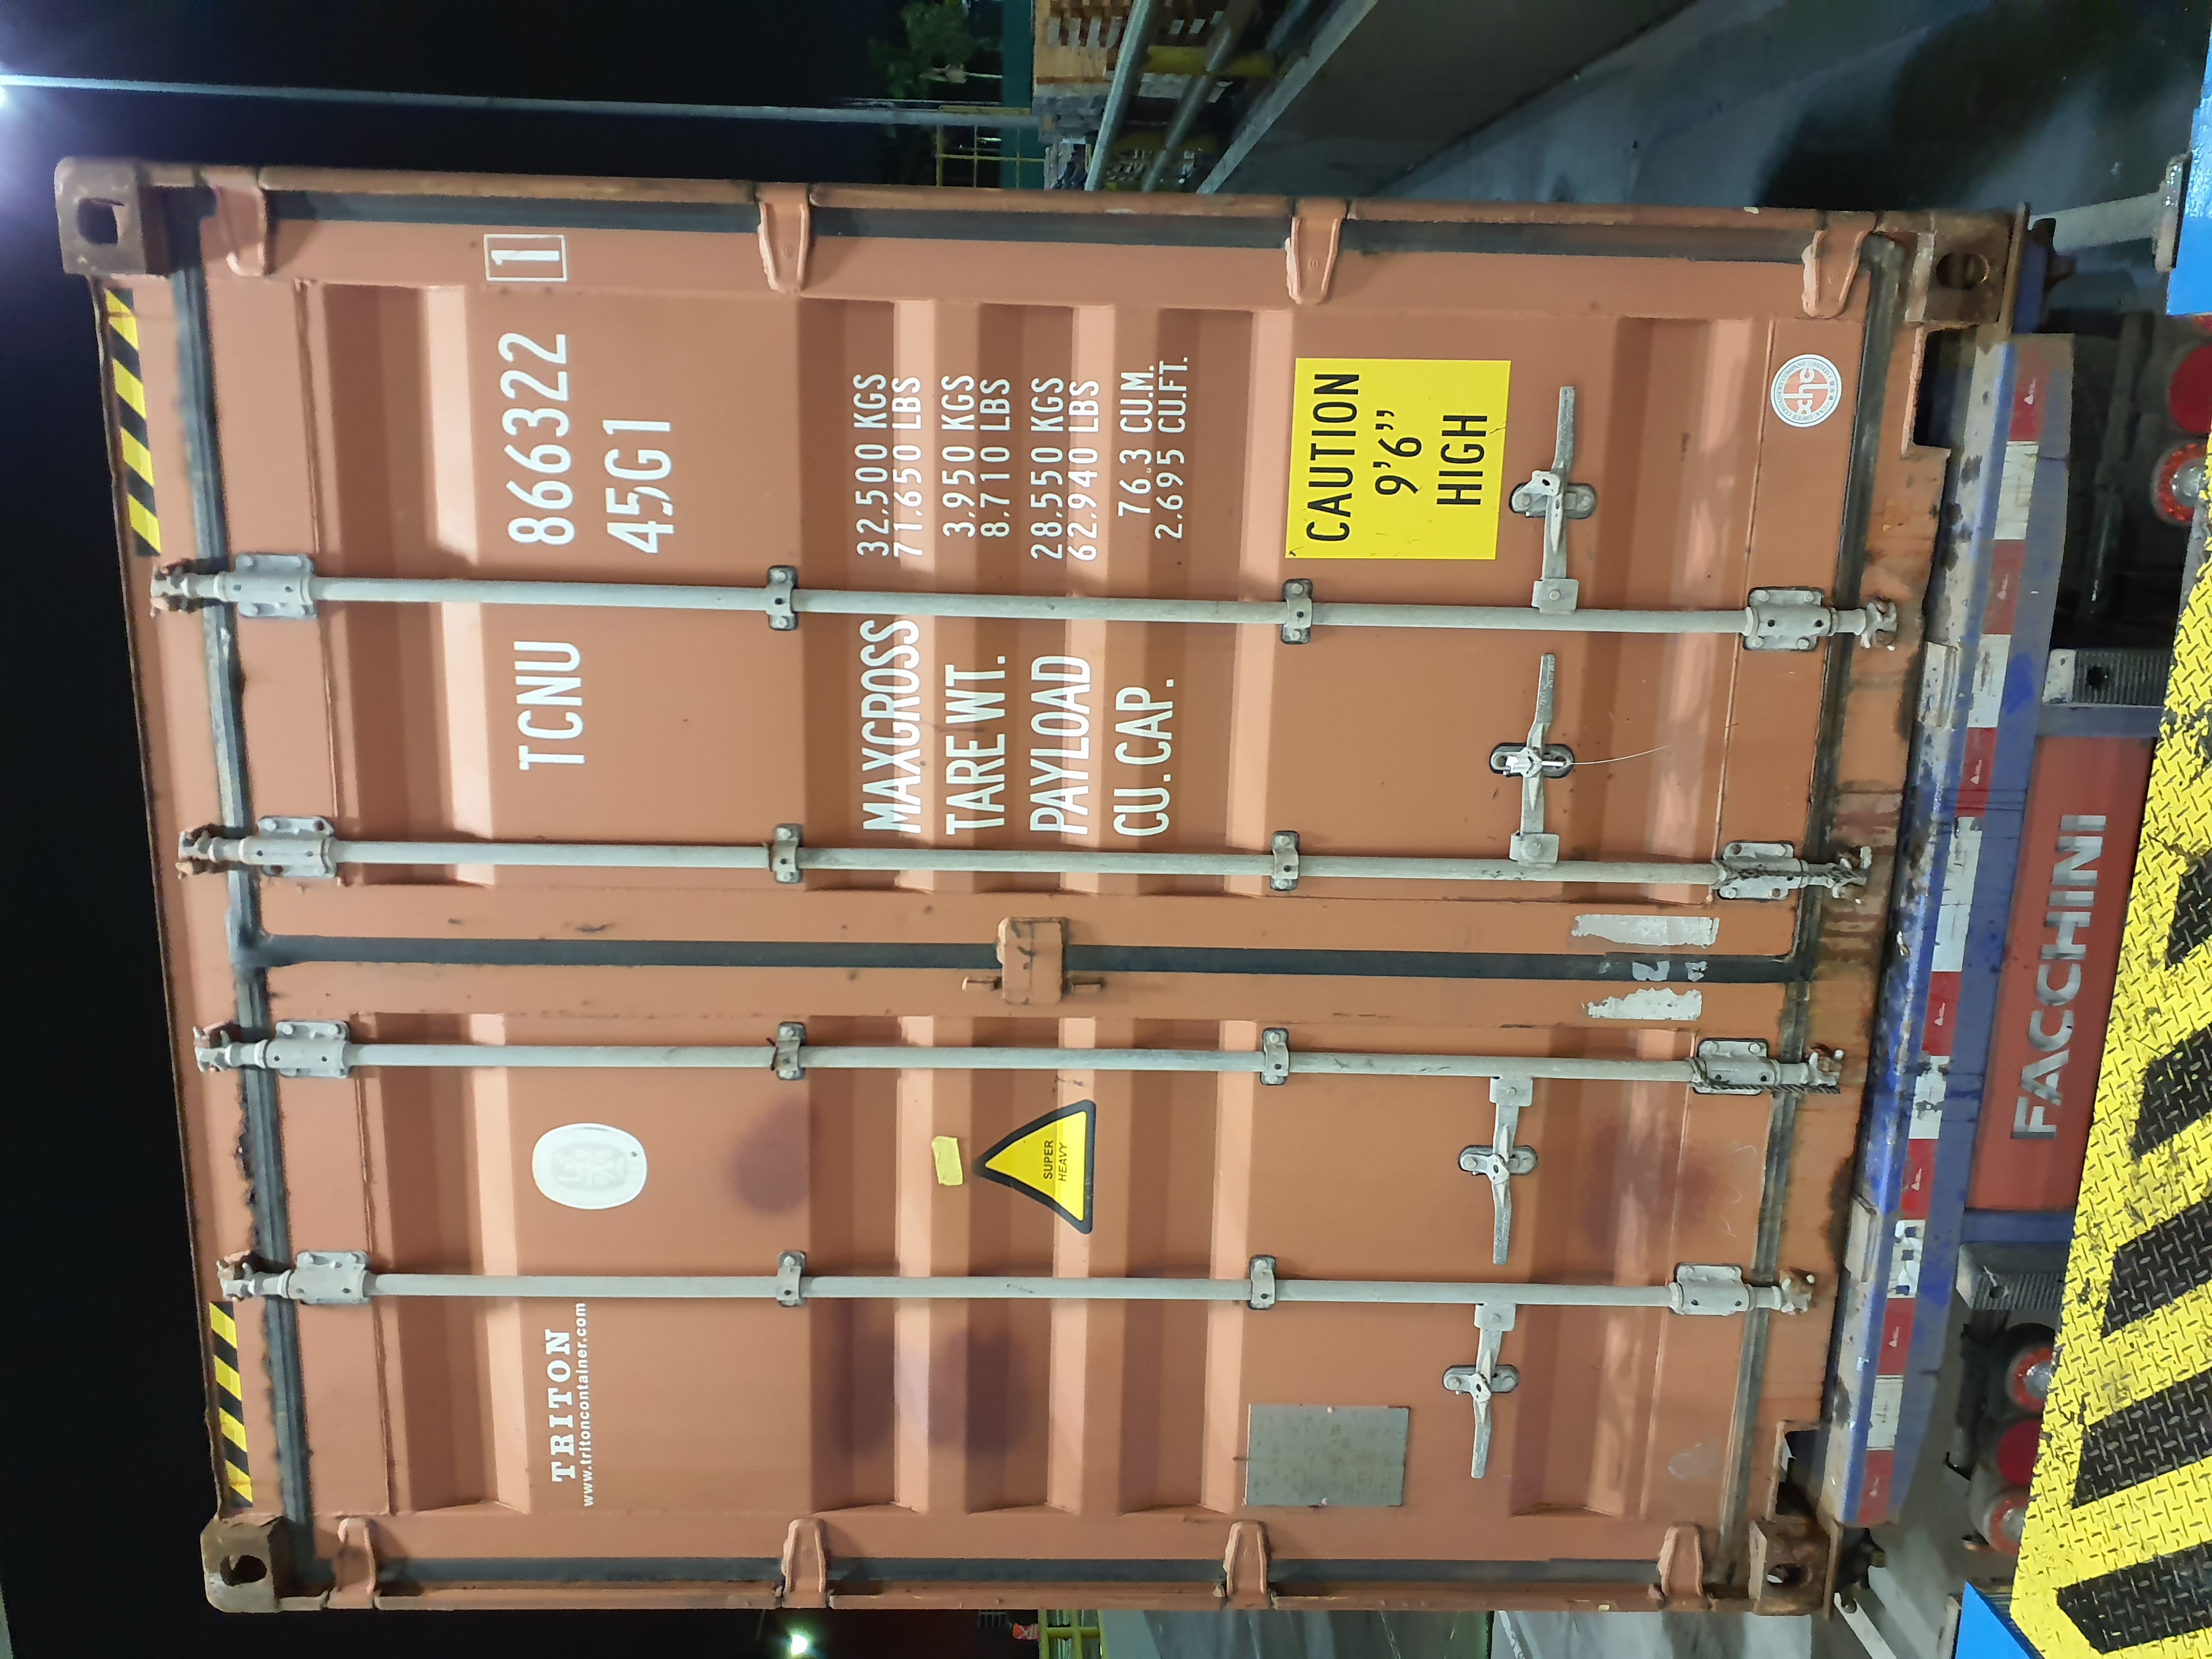 TRITON
www.tritoncontainer.com
TCNU 866322 1
45G1
MAXGROSS 32,500 KGS
71,650 LBS
TARE WT. 3,950 KGS
8,710 LBS
PAYLOAD 28,550 KGS
62,940 LBS
CU.CAP. 76.3 CU.M.
2,695 CU.FT.
SUPER
HEAVY
CAUTION
9'6"
HIGH
FACCHINI